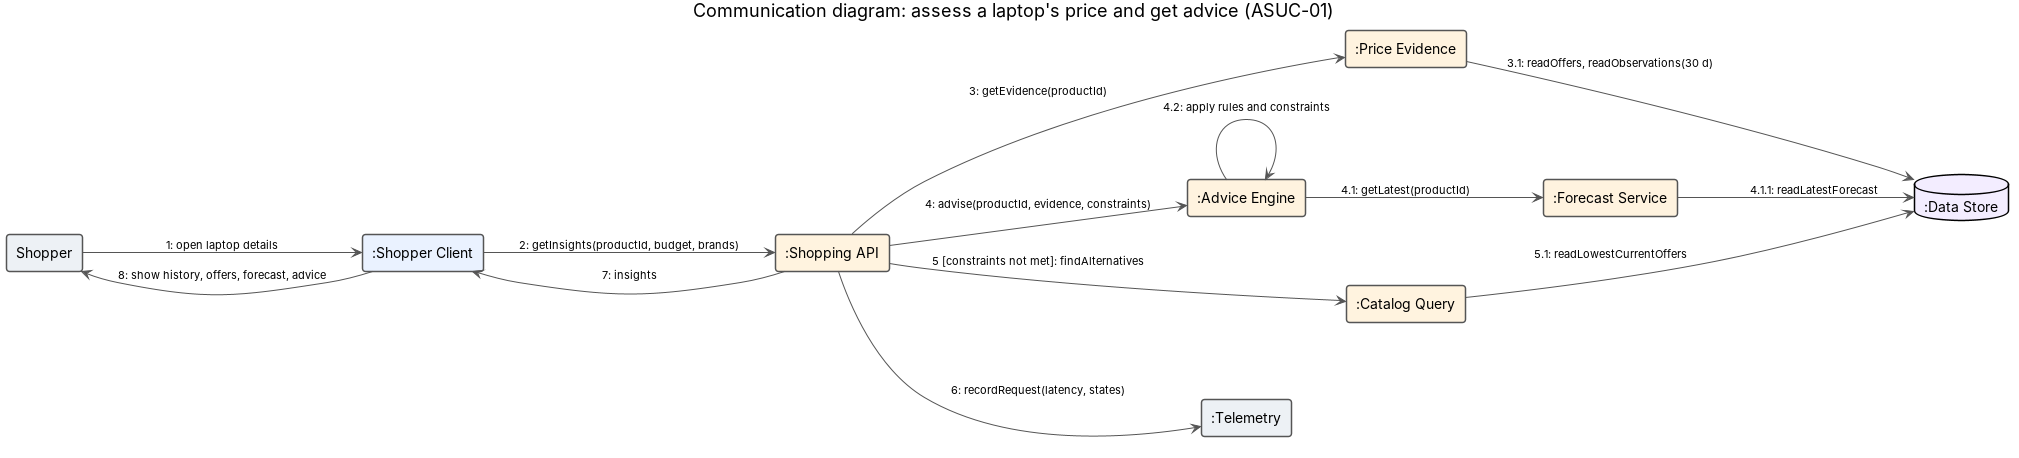 Communication diagram: assess a laptop's price and get advice (ASUC-01)
:Price Evidence
3.1: readOffers, readObservations(30 d)
3: getEvidence(productId)
4.2: apply rules and constraints
4.1: getLatest(productId)
4.1.1: readLatestForecast
:Advice Engine
:Forecast Service
:Data Store
4: advise(productId, evidence, constraints)
1: open laptop details
2: getInsights(productId, budget, brands)
Shopper
:Shopper Client
:Shopping API
5.1: readLowestCurrentOffers
5 [constraints not met]: findAlternatives
8: show history, offers, forecast, advice
7: insights
:Catalog Query
6: recordRequest(latency, states)
:Telemetry